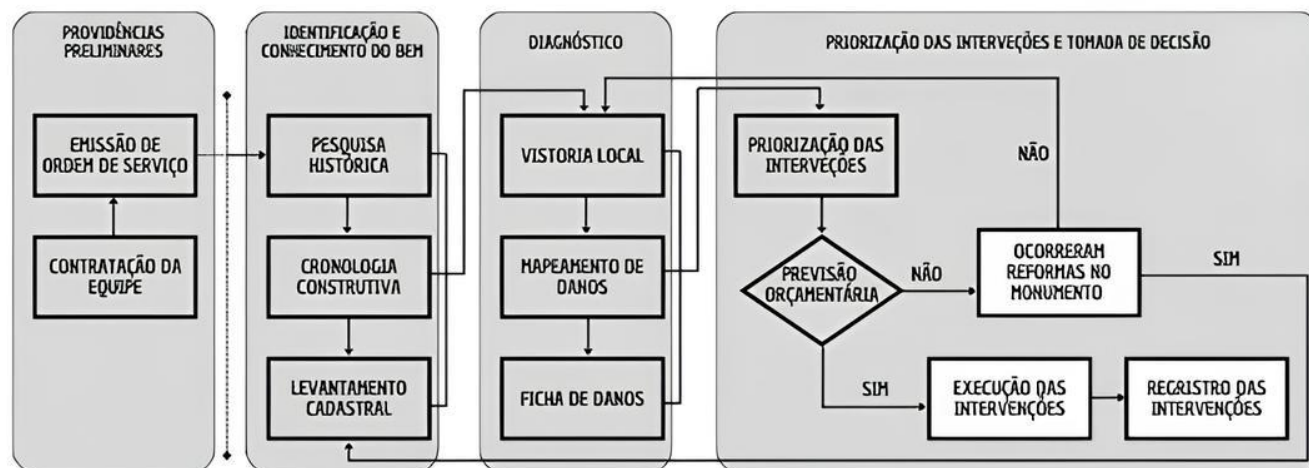 PROVIDÊNCIAS
PRELIMINARES
EMISSÃO DE
ORDEM DE SERVIÇO
CONTRATAÇÃO DA
EQUIPE
IDENTIFICAÇÃO E
CONHECIMENTO DO BEM
PESQUISA
HISTÓRICA
CRONOLOGIA
CONSTRUTIVA
LEVANTAMENTO
CADASTRAL
DIAGNÓSTICO
VISTORIA LOCAL
MAPEAMENTO DE
DANOS
FICHA DE DANOS
PRIORIZAÇÃO DAS INTERVEÇÕES E TOMADA DE DECISÃO
PRIORIZAÇÃO DAS
INTERVEÇÕES
PREVISÃO
ORÇAMENTÁRIA
NÃO
OCORRERAM
REFORMAS NO
MONUMENTO
NÃO
SIM
SIM
EXECUÇÃO DAS
INTERVENÇÕES
REGRISTRO DAS
INTERVENÇÕES